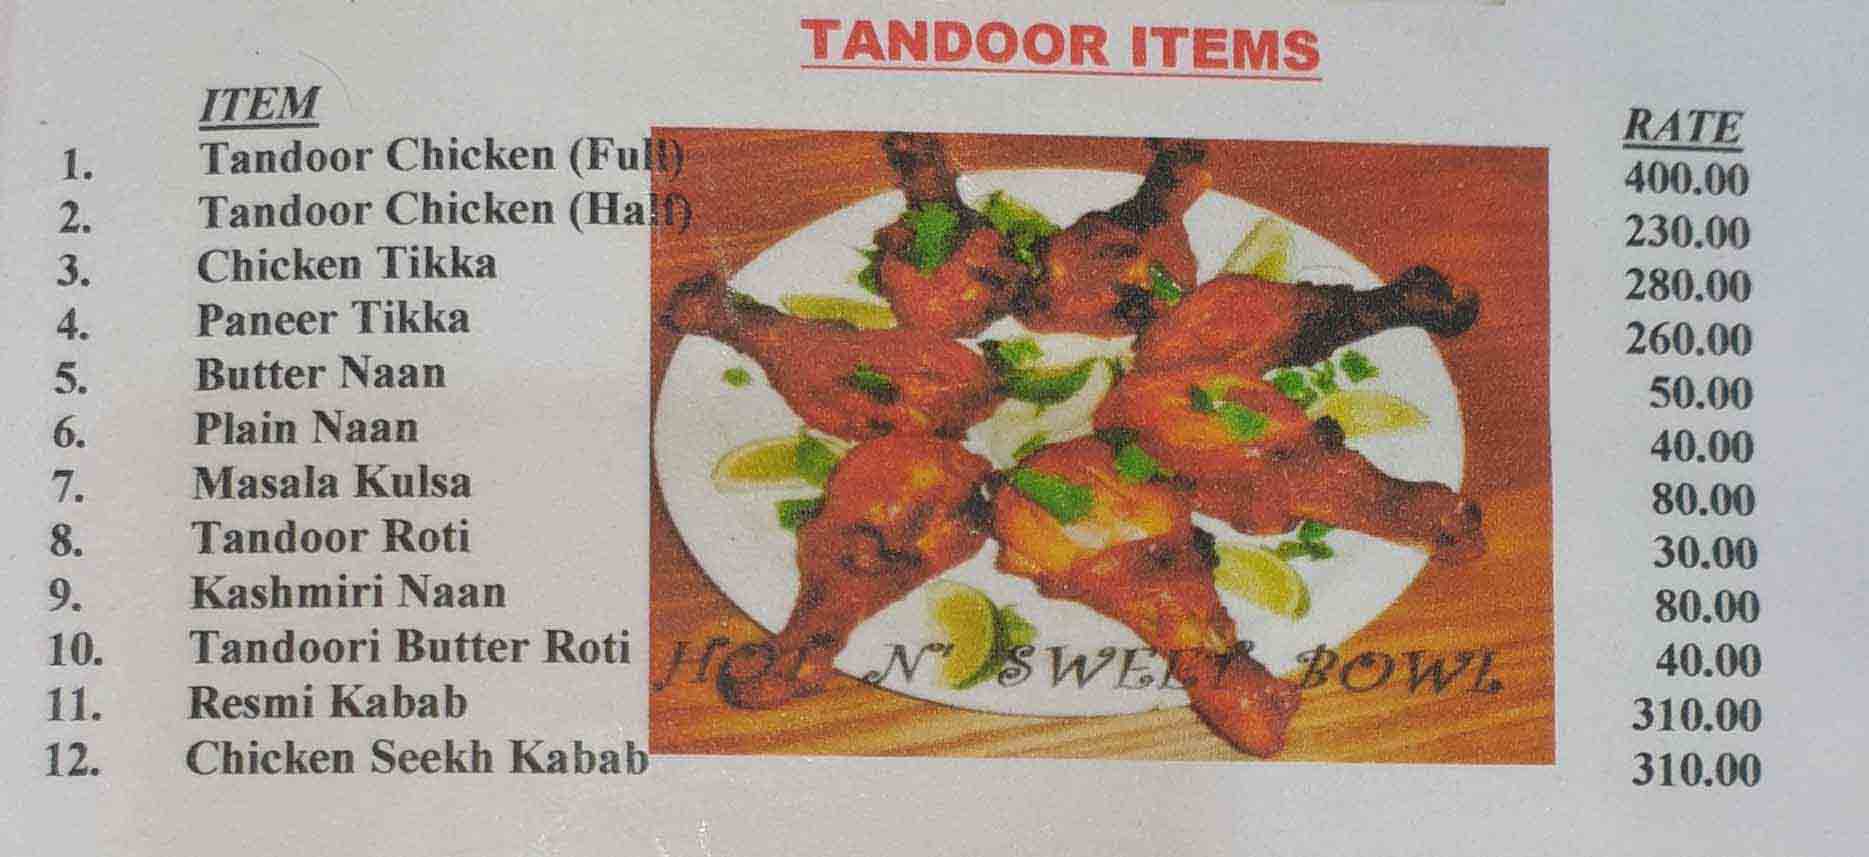 TANDOOR ITEMS
ITEM RATE
1. Tandoor Chicken (Full) 400.00
2. Tandoor Chicken (Half) 230.00
3. Chicken Tikka 280.00
4. Paneer Tikka 260.00
5. Butter Naan 50.00
6. Plain Naan 40.00
7. Masala Kulsa 80.00
8. Tandoor Roti 30.00
9. Kashmiri Naan 80.00
10. Tandoori Butter Roti 40.00
HOT N' SWEET BOWL
11. Resmi Kabab 310.00
12. Chicken Seekh Kabab 310.00